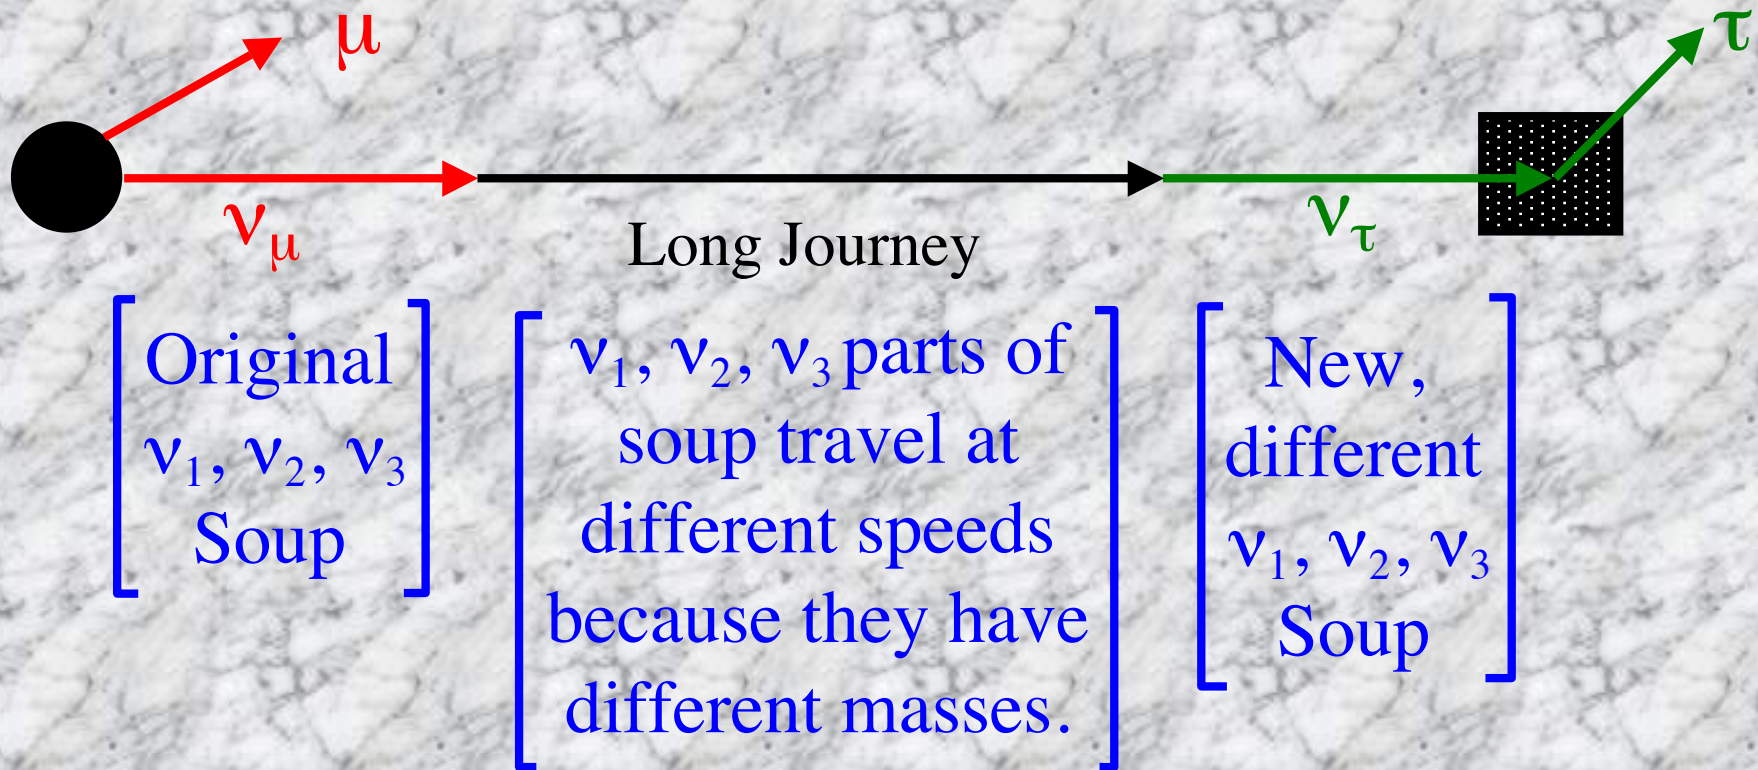 μ
τ
ν_μ
ν_τ
Long Journey
Original
ν₁, ν₂, ν₃
Soup
ν₁, ν₂, ν₃ parts of
soup travel at
different speeds
because they have
different masses.
New,
different
ν₁, ν₂, ν₃
Soup